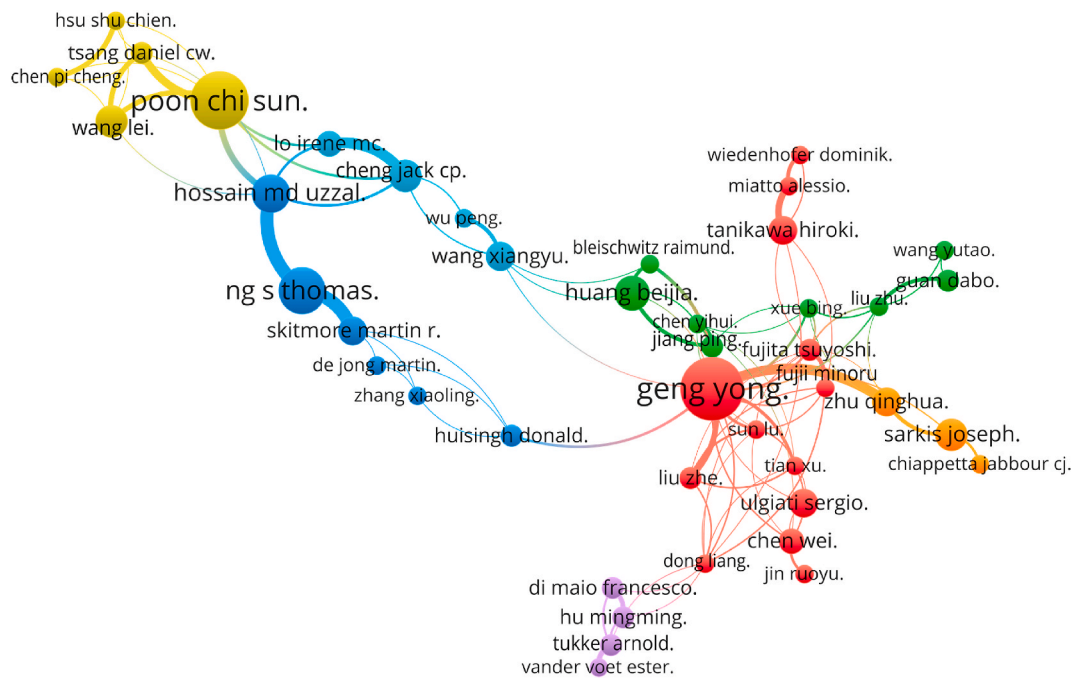 hsu shu chien.
tsang daniel cw.
chen pi cheng.
poon chi sun.
wang lei.
lo irene mc.
cheng jack cp.
hossain md uzzal.
wu peng.
wang xiangyu.
ng s thomas.
skitmore martin r.
de jong martin.
zhang xiaoling.
huisingh donald.
wiedenhofer dominik.
miatto alessio.
tanikawa hiroki.
bleischwitz raimund.
wang yutao.
guan dabo.
huang beijia.
liu zhu.
xue bing.
chen yihui.
jiang ping.
fujita tsuyoshi.
fujii minoru
geng yong.
zhu qinghua.
sun lu.
sarkis joseph.
chiappetta jabbour cj.
tian xu.
liu zhe.
ulgiati sergio.
chen wei.
dong liang.
jin ruoyu.
di maio francesco.
hu mingming.
tukker arnold.
vander voet ester.